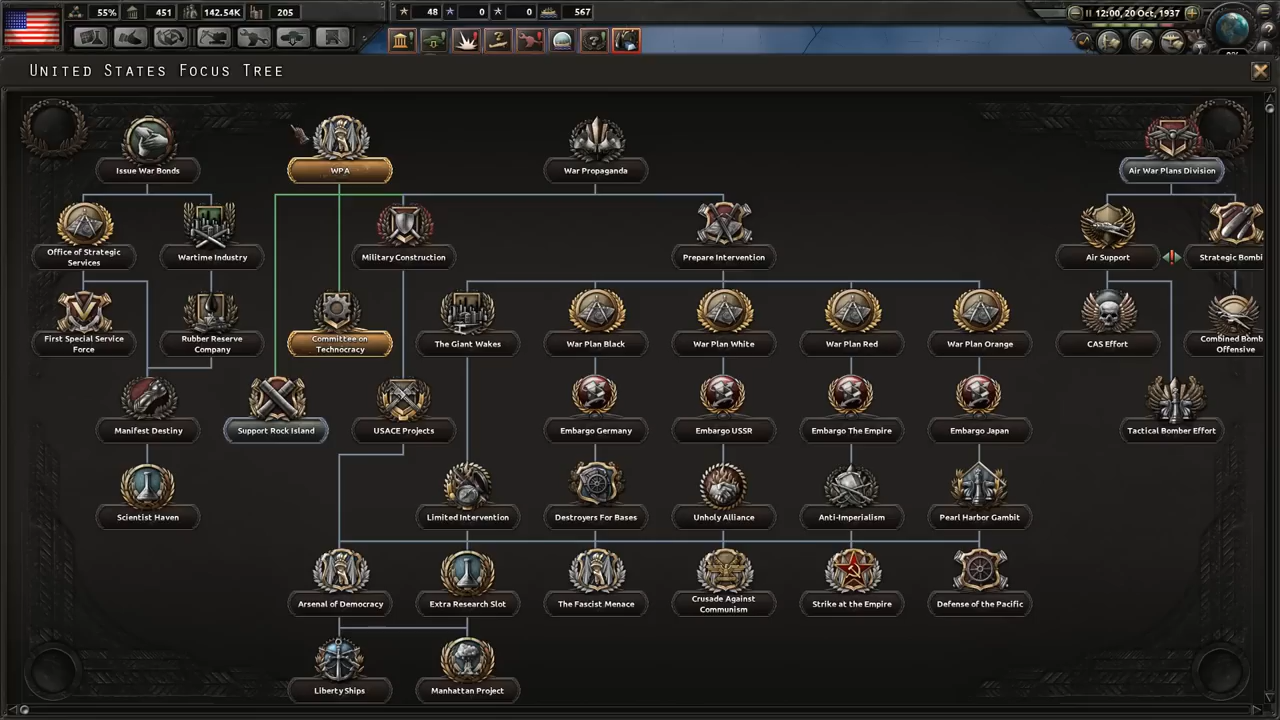 55%
451
142.54K
205
48
0
0
567
12:00, 20 Oct, 1937
United States Focus Tree
Issue War Bonds
WPA
War Propaganda
Air War Plans Division
Office of Strategic
Services
Wartime Industry
Military Construction
Prepare Intervention
Air Support
Strategic Bombi
First Special Service
Force
Rubber Reserve
Company
Committee on
Technocracy
The Giant Wakes
War Plan Black
War Plan White
War Plan Red
War Plan Orange
CAS Effort
Combined Bomb
Offensive
Manifest Destiny
Support Rock Island
USACE Projects
Embargo Germany
Embargo USSR
Embargo The Empire
Embargo Japan
Tactical Bomber Effort
Scientist Haven
Limited Intervention
Destroyers For Bases
Unholy Alliance
Anti-Imperialism
Pearl Harbor Gambit
Arsenal of Democracy
Extra Research Slot
The Fascist Menace
Crusade Against
Communism
Strike at the Empire
Defense of the Pacific
Liberty Ships
Manhattan Project